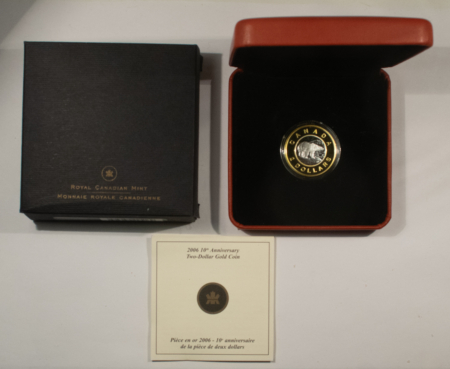 ROYAL CANADIAN MINT
MONNAIE ROYALE CANADIENNE
CANADA
2 DOLLARS
2006 10th Anniversary
Two-Dollar Gold Coin
Pièce en or 2006 - 10e anniversaire
de la pièce de deux dollars